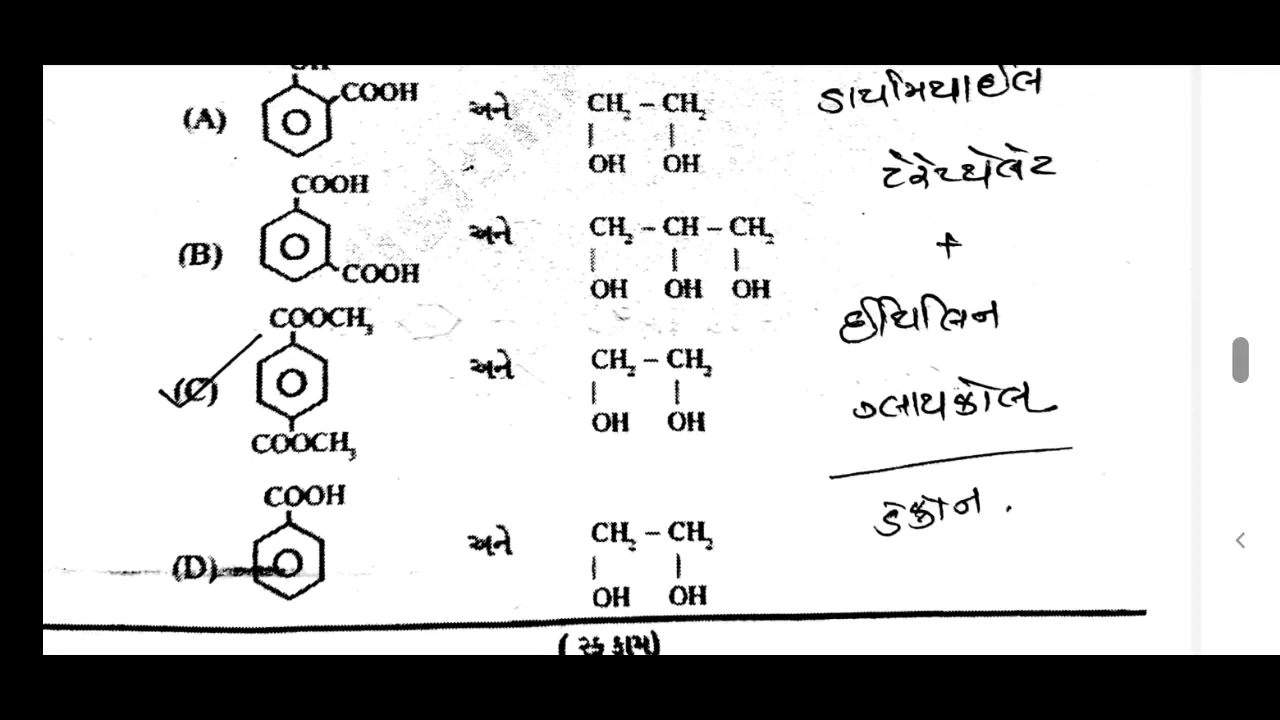 (A) COOH અને CH₂ – CH₂
OH OH
(B) COOH
COOH અને CH₂ – CH – CH₂
OH OH OH
(C) COOCH₃
COOCH₃ અને CH₂ – CH₂
OH OH
(D) COOH અને CH₂ – CH₂
OH OH
ડાયમિથાઈલ
ટેરેપ્થેલેટ
+
ઈથિલિન
ગ્લાયકોલ
ડેક્રોન.
(રફ કામ)